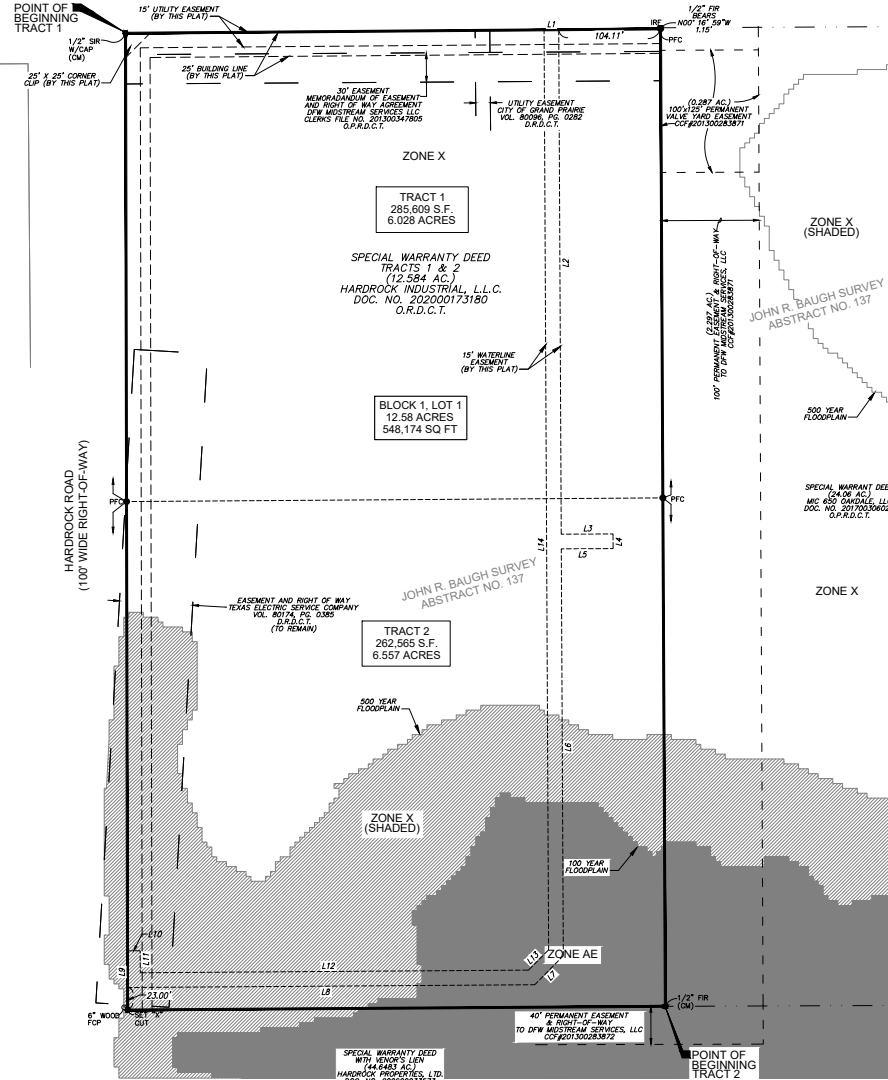 POINT OF
BEGINNING
TRACT 1
15' UTILITY EASEMENT
(BY THIS PLAT)
1/2" SIR
W/CAP
(CM)
25' X 25' CORNER
CLIP (BY THIS PLAT)
25' BUILDING LINE
(BY THIS PLAT)
L1
104.11'
IRF
1/2" FIR
BEARS
N00° 16' 59"W
1.15'
PFC
30' EASEMENT
MEMORADANDUM OF EASEMENT
AND RIGHT OF WAY AGREEMENT
DFW MIDSTREAM SERVICES LLC
CLERKS FILE NO. 201300347805
O.P.R.D.C.T.
UTILITY EASEMENT
CITY OF GRAND PRAIRIE
VOL. 80096, PG. 0282
D.R.D.C.T.
(0.287 AC.)
100'x125' PERMANENT
VALVE YARD EASEMENT
CCF#201300283871
ZONE X
TRACT 1
285,609 S.F.
6.028 ACRES
SPECIAL WARRANTY DEED
TRACTS 1 & 2
(12.584 AC.)
HARDROCK INDUSTRIAL, L.L.C.
DOC. NO. 202000173180
O.R.D.C.T.
L2
ZONE X
(SHADED)
100' PERMANENT EASEMENT & RIGHT-OF-WAY
(2.297 AC.)
TO DFW MIDSTREAM SERVICES, LLC
CCF#201300283871
JOHN R. BAUGH SURVEY
ABSTRACT NO. 137
15' WATERLINE
EASEMENT
(BY THIS PLAT)
BLOCK 1, LOT 1
12.58 ACRES
548,174 SQ FT
500 YEAR
FLOODPLAIN
HARDROCK ROAD
(100' WIDE RIGHT-OF-WAY)
PFC
PFC
SPECIAL WARRANT DEE
(24.06 AC.)
MIC 650 OAKDALE, LL
DOC. NO. 2017003060
O.P.R.D.C.T.
L3
L4
L5
L14
JOHN R. BAUGH SURVEY
ABSTRACT NO. 137
ZONE X
EASEMENT AND RIGHT OF WAY
TEXAS ELECTRIC SERVICE COMPANY
VOL. 80174, PG. 0385
D.R.D.C.T.
(TO REMAIN)
TRACT 2
262,565 S.F.
6.557 ACRES
500 YEAR
FLOODPLAIN
L6
ZONE X
(SHADED)
100 YEAR
FLOODPLAIN
L10
L9
L11
L12
L13
ZONE AE
L7
L8
23.00'
6" WOOD
FCP
SET "X"
CUT
1/2" FIR
(CM)
40' PERMANENT EASEMENT
& RIGHT-OF-WAY
TO DFW MIDSTREAM SERVICES, LLC
CCF#201300283872
POINT OF
BEGINNING
TRACT 2
SPECIAL WARRANTY DEED
WITH VENOR'S LIEN
(44.6483 AC.)
HARDROCK PROPERTIES, LTD.